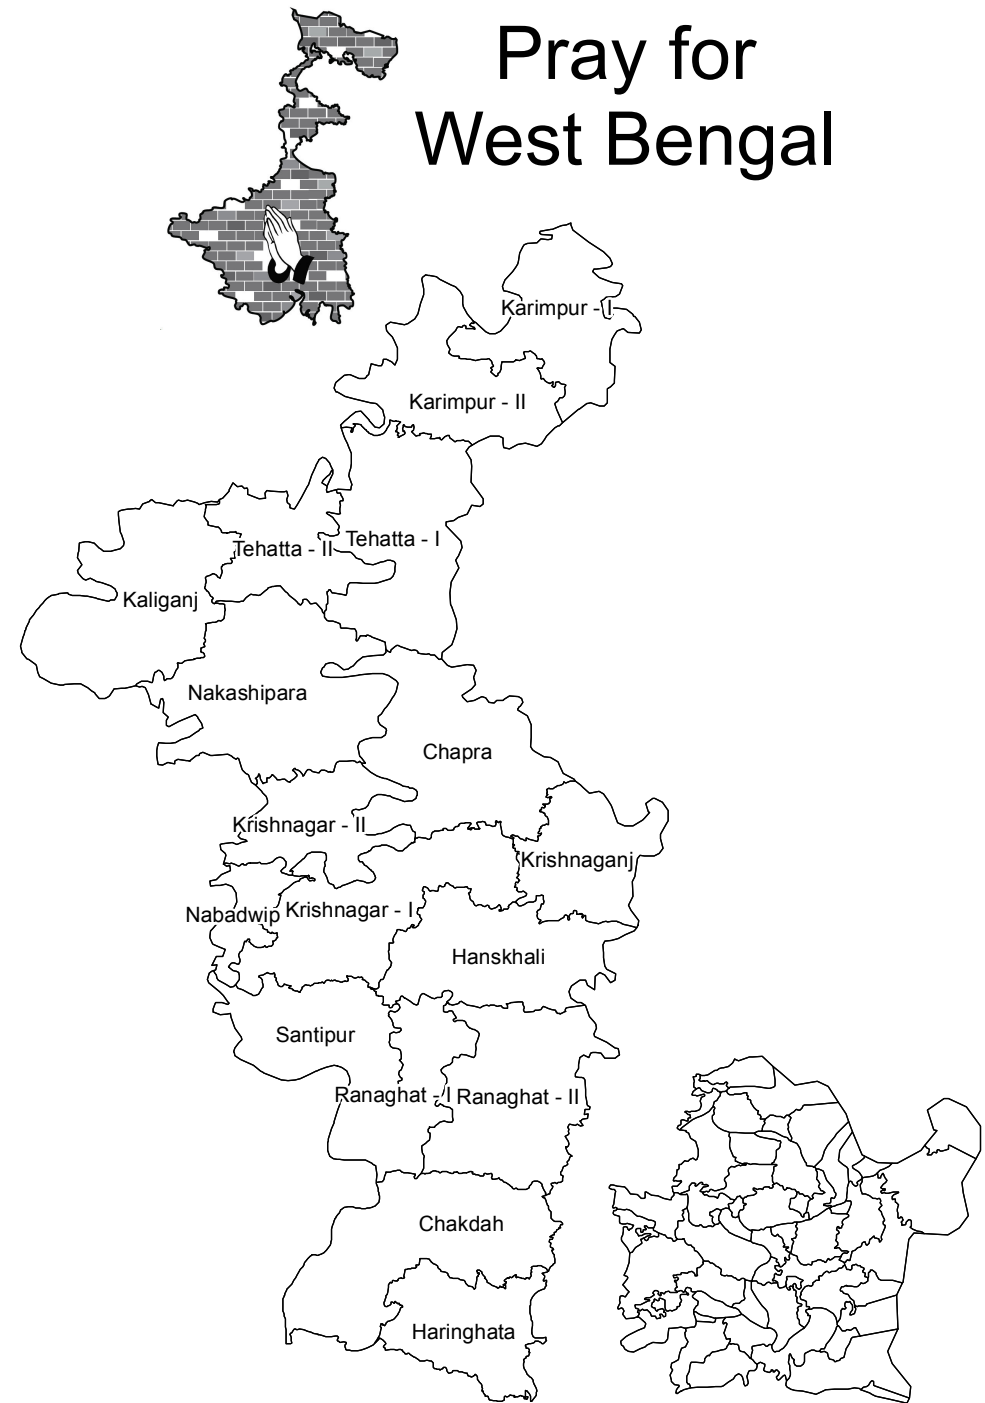 Pray for
West Bengal
Karimpur - I
Karimpur - II
Tehatta - I
Tehatta - II
Kaliganj
Nakashipara
Chapra
Krishnagar - II
Krishnaganj
Nabadwip
Krishnagar - I
Hanskhali
Santipur
Ranaghat - I
Ranaghat - II
Chakdah
Haringhata